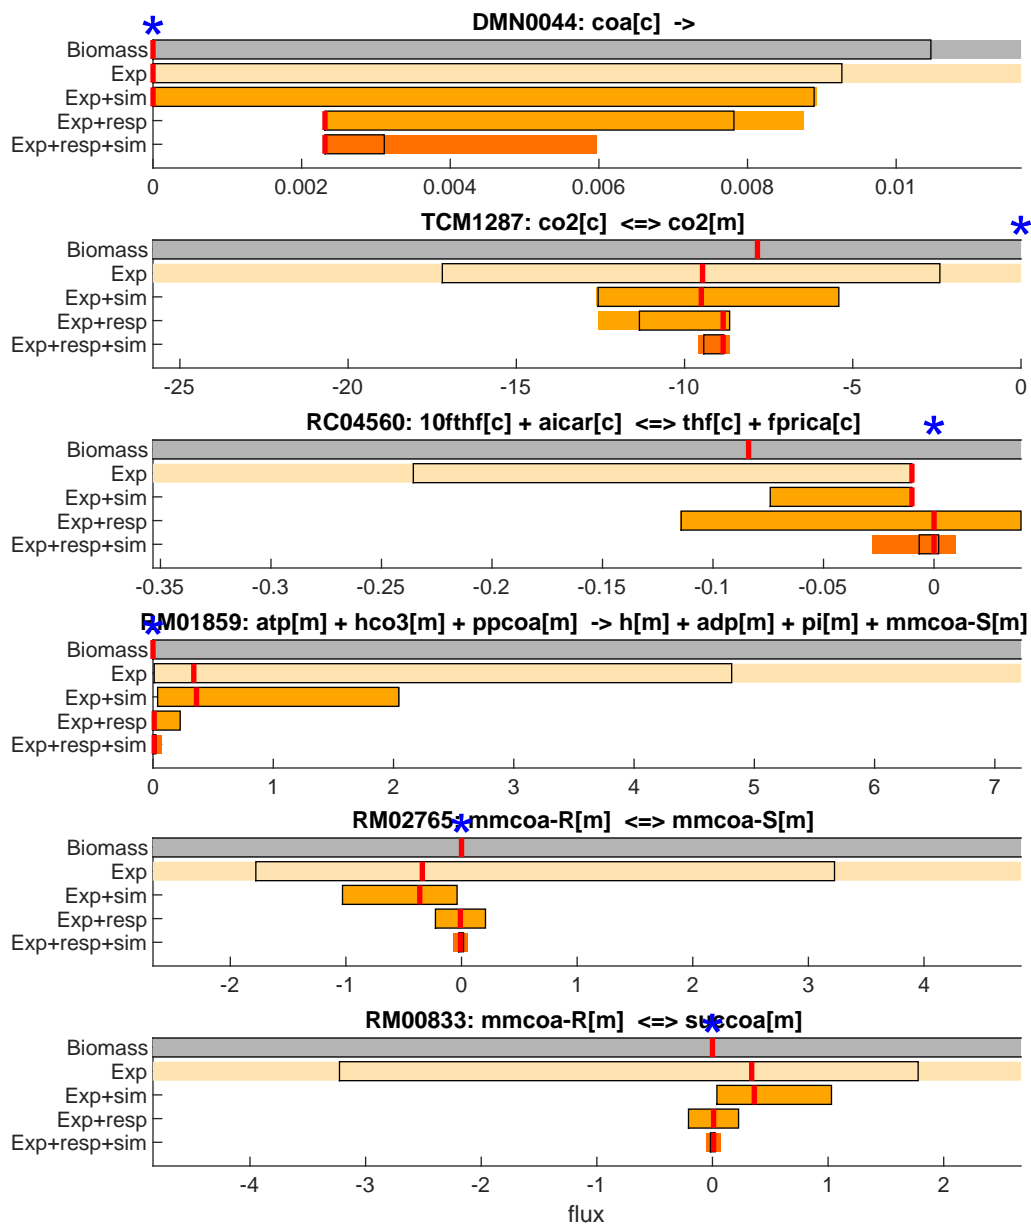 DMN0044: coa[c]  ->
Biomass
Exp
Exp+sim
Exp+resp
Exp+resp+sim
0 0.002 0.004 0.006 0.008 0.01
TCM1287: co2[c]  <=> co2[m]
Biomass
Exp
Exp+sim
Exp+resp
Exp+resp+sim
-25 -20 -15 -10 -5 0
RC04560: 10fthf[c] + aicar[c]  <=> thf[c] + fprica[c]
Biomass
Exp
Exp+sim
Exp+resp
Exp+resp+sim
-0.35 -0.3 -0.25 -0.2 -0.15 -0.1 -0.05 0
RM01859: atp[m] + hco3[m] + ppcoa[m]  -> h[m] + adp[m] + pi[m] + mmcoa-S[m]
Biomass
Exp
Exp+sim
Exp+resp
Exp+resp+sim
0 1 2 3 4 5 6 7
RM02765: mmcoa-R[m]  <=> mmcoa-S[m]
Biomass
Exp
Exp+sim
Exp+resp
Exp+resp+sim
-2 -1 0 1 2 3 4
RM00833: mmcoa-R[m]  <=> succoa[m]
Biomass
Exp
Exp+sim
Exp+resp
Exp+resp+sim
-4 -3 -2 -1 0 1 2
flux